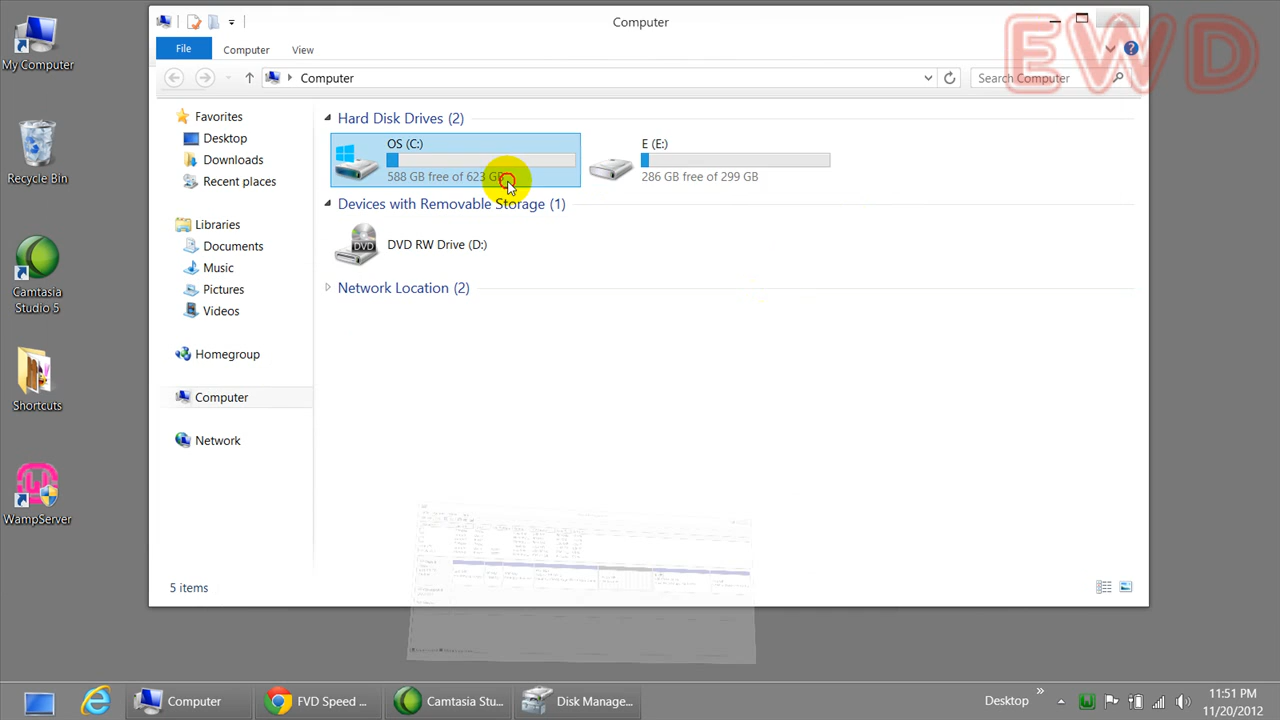 My Computer
Recycle Bin
Camtasia
Studio 5
Shortcuts
WampServer
Computer
EWD
File
Computer
View
Computer
Search Computer
Favorites
Desktop
Downloads
Recent places
Libraries
Documents
Music
Pictures
Videos
Homegroup
Computer
Network
Hard Disk Drives (2)
OS (C:)
588 GB free of 623 GB
E (E:)
286 GB free of 299 GB
Devices with Removable Storage (1)
DVD
DVD RW Drive (D:)
Network Location (2)
5 items
Computer
FVD Speed ...
Camtasia Stu...
Disk Manage...
Desktop
11:51 PM
11/20/2012